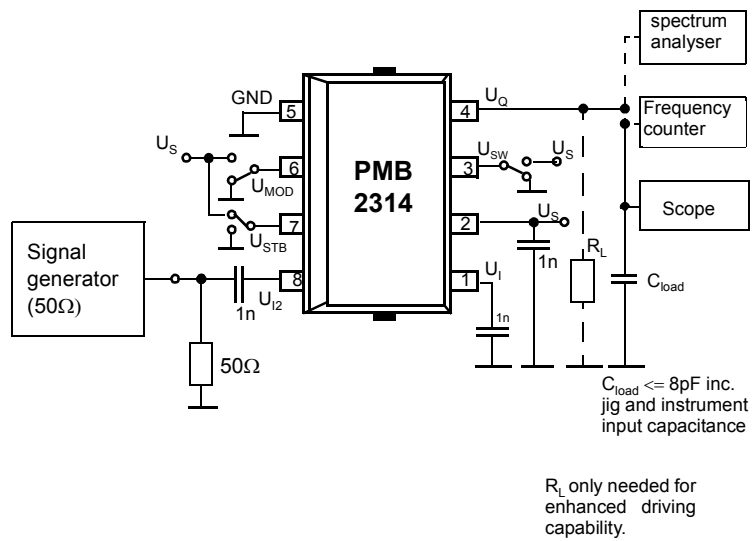 spectrum
analyser
GND
5
4
U_Q
Frequency
counter
U_S
6
PMB
2314
3
U_SW
U_S
U_MOD
7
2
U_S
Scope
U_STB
Signal
generator
(50Ω)
1n
U_I2
8
1
U_I
1n
1n
R_L
C_load
50Ω
C_load <= 8pF inc.
jig and instrument
input capacitance
R_L only needed for
enhanced driving
capability.